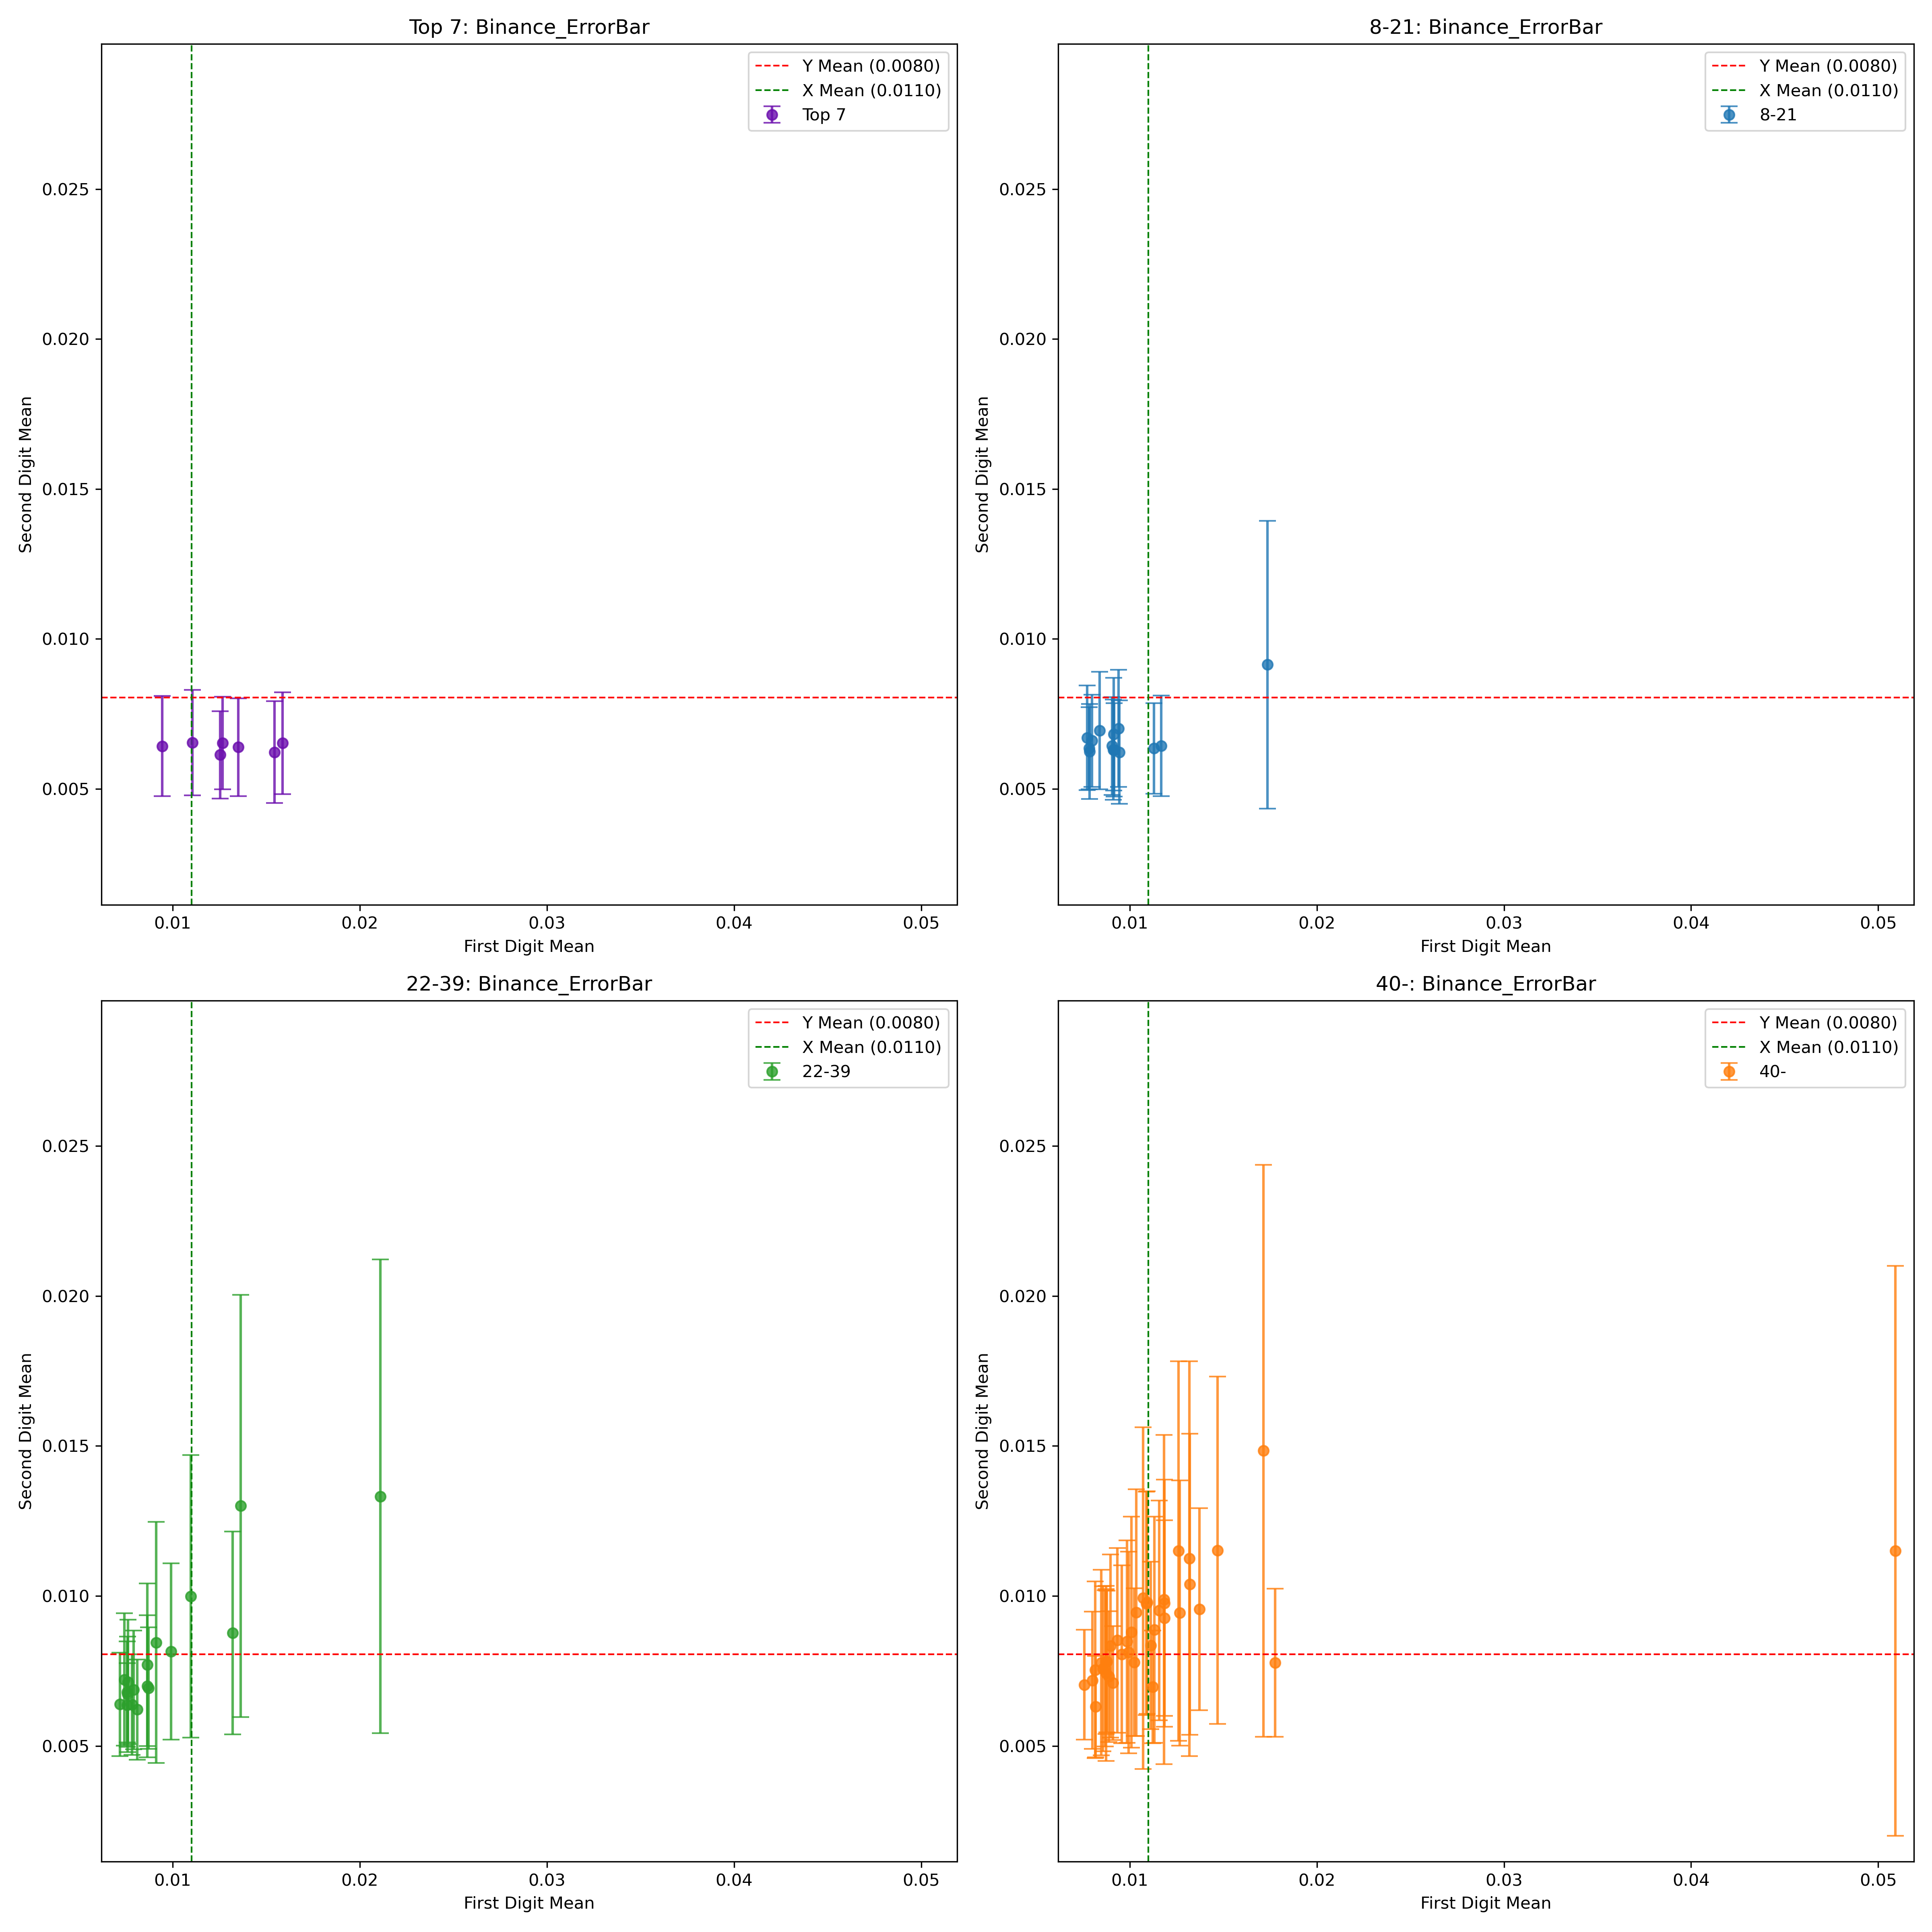 Top 7: Binance_ErrorBar
Y Mean (0.0080)
X Mean (0.0110)
Top 7
0.025
0.020
0.015
0.010
0.005
Second Digit Mean
0.01 0.02 0.03 0.04 0.05
First Digit Mean
8-21: Binance_ErrorBar
Y Mean (0.0080)
X Mean (0.0110)
8-21
0.025
0.020
0.015
0.010
0.005
Second Digit Mean
0.01 0.02 0.03 0.04 0.05
First Digit Mean
22-39: Binance_ErrorBar
Y Mean (0.0080)
X Mean (0.0110)
22-39
0.025
0.020
0.015
0.010
0.005
Second Digit Mean
0.01 0.02 0.03 0.04 0.05
First Digit Mean
40-: Binance_ErrorBar
Y Mean (0.0080)
X Mean (0.0110)
40-
0.025
0.020
0.015
0.010
0.005
Second Digit Mean
0.01 0.02 0.03 0.04 0.05
First Digit Mean